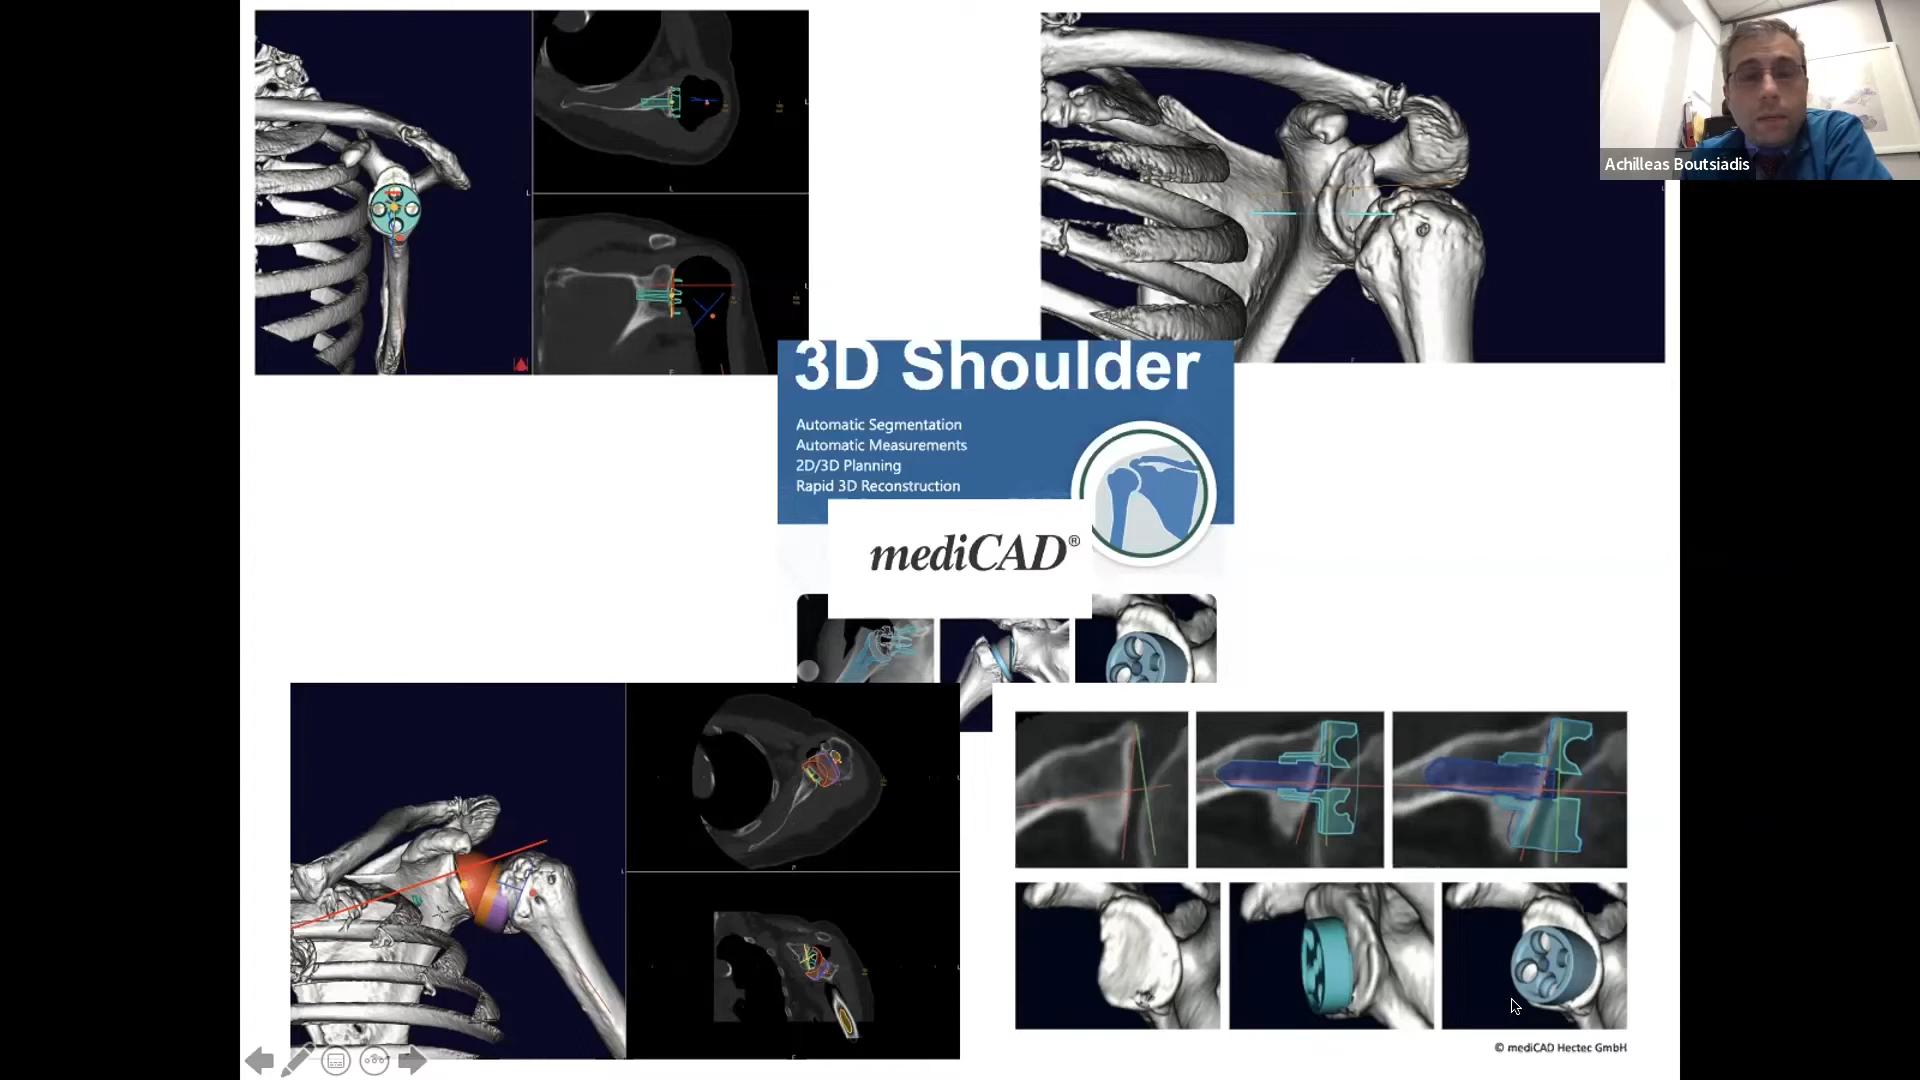 Achilleas Boutsiadis
3D Shoulder
Automatic Segmentation
Automatic Measurements
2D/3D Planning
Rapid 3D Reconstruction
mediCAD®
© mediCAD Hectec GmbH